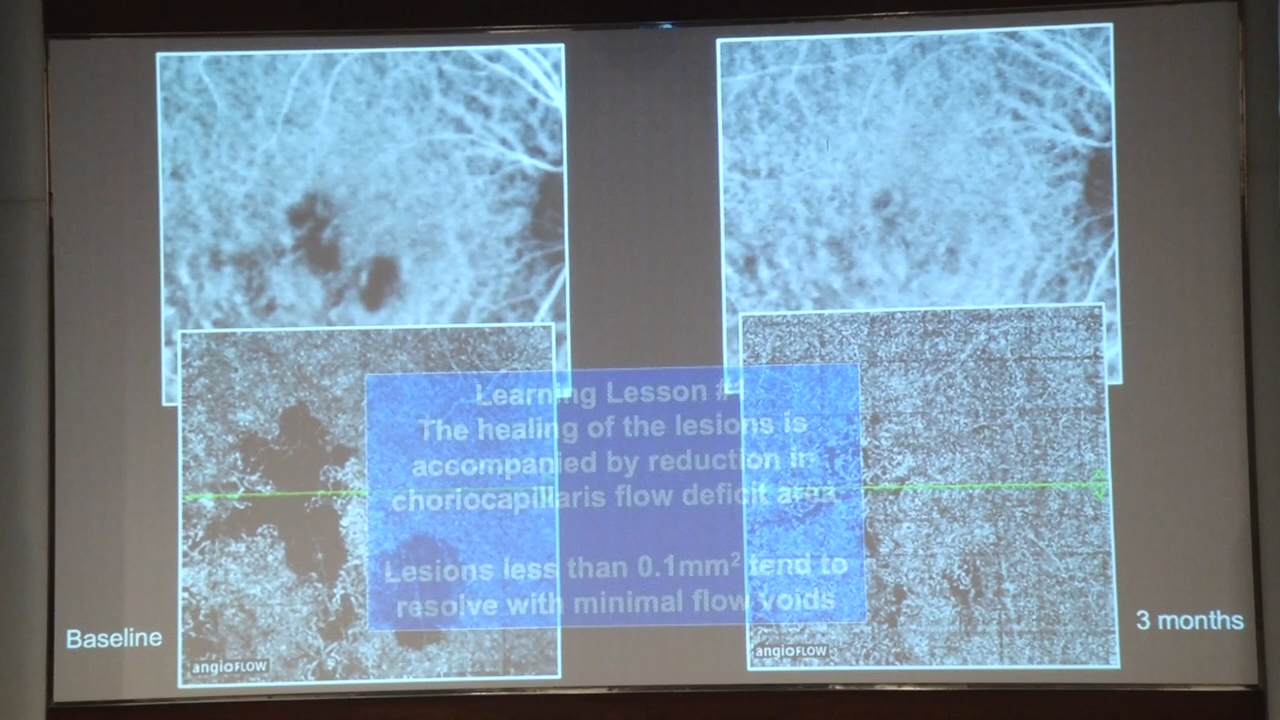 Learning Lesson #1
The healing of the lesions is
accompanied by reduction in
choriocapillaris flow deficit area
Lesions less than 0.1mm² tend to
resolve with minimal flow voids
Baseline
3 months
angioFLOW
angioFLOW